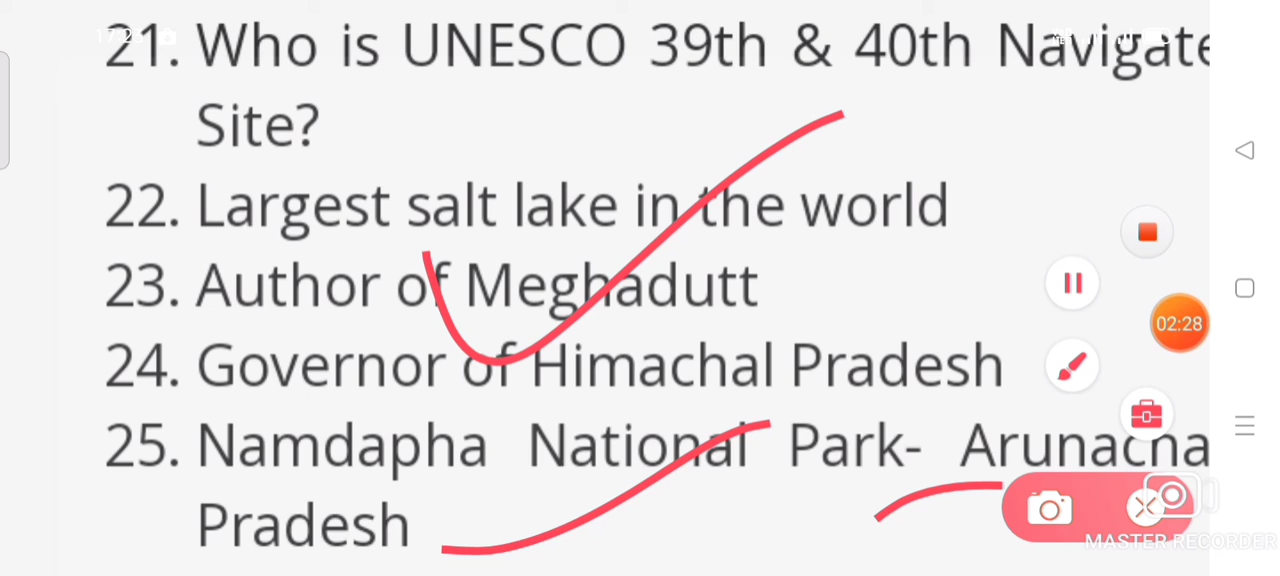 21. Who is UNESCO 39th & 40th Navigate
Site?
22. Largest salt lake in the world
23. Author of Meghadutt
24. Governor of Himachal Pradesh
25. Namdapha National Park- Arunacha
Pradesh
02:28
MASTER RECORDER